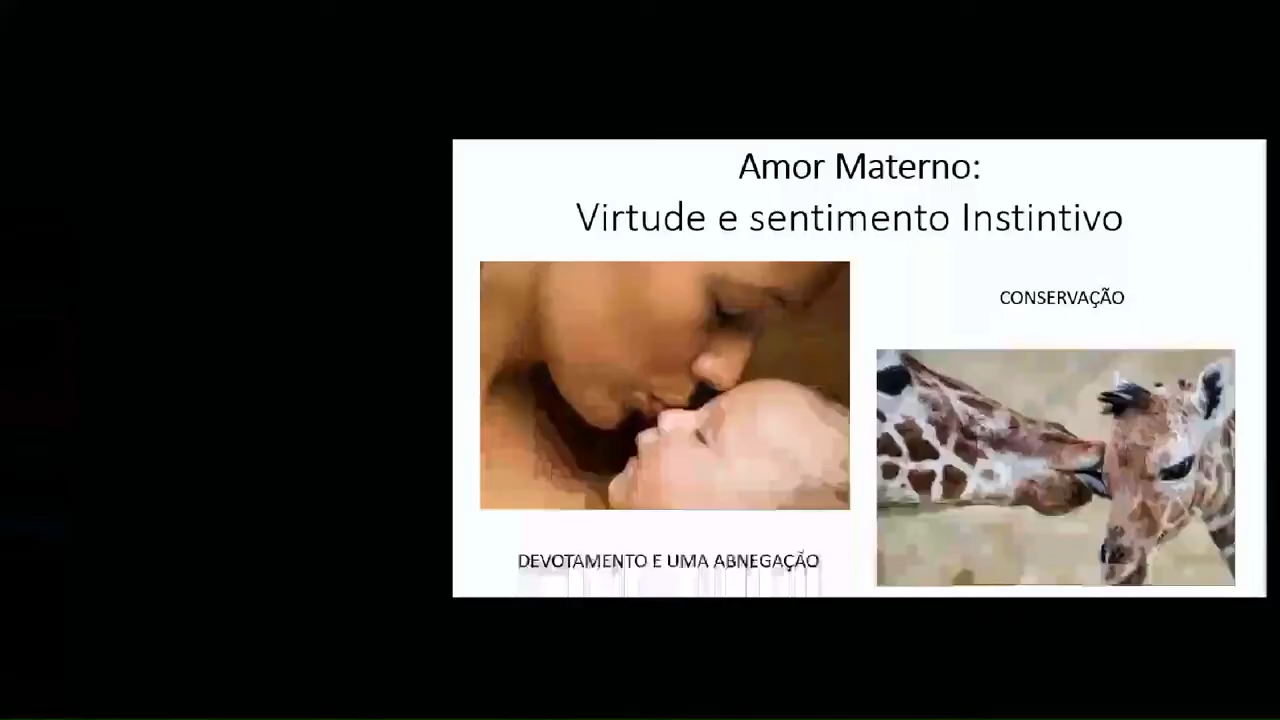 Amor Materno:
Virtude e sentimento Instintivo
CONSERVAÇÃO
DEVOTAMENTO E UMA ABNEGAÇÃO